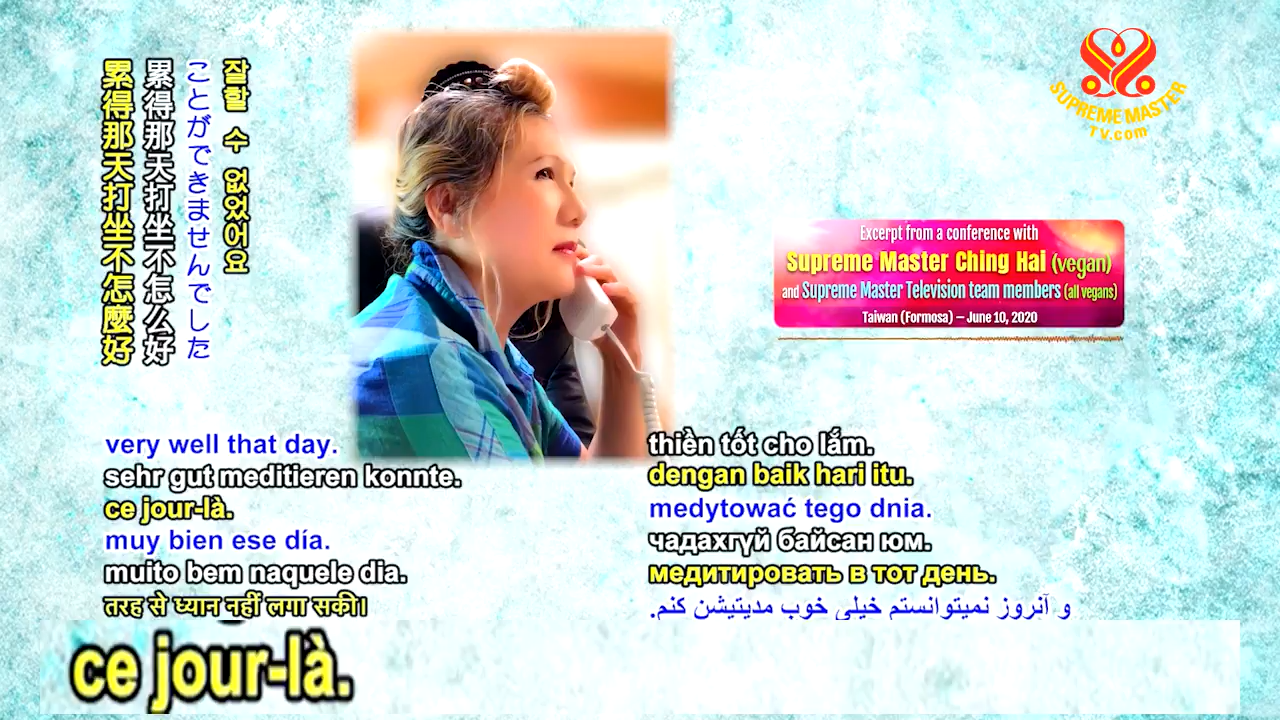 累得那天打坐不怎麼好
累得那天打坐不怎么好
ことができませんでした
잘할 수 없었어요
SUPREME MASTER
TV.com
Excerpt from a conference with
Supreme Master Ching Hai (vegan)
and Supreme Master Television team members (all vegans)
Taiwan (Formosa) – June 10, 2020
very well that day.
sehr gut meditieren konnte.
ce jour-là.
muy bien ese día.
muito bem naquele dia.
तरह से ध्यान नहीं लगा सकी।
thiền tốt cho lắm.
dengan baik hari itu.
medytować tego dnia.
чадахгүй байсан юм.
медитировать в тот день.
و آنروز نمیتوانستم خیلی خوب مدیتیشن کنم.
ce jour-là.